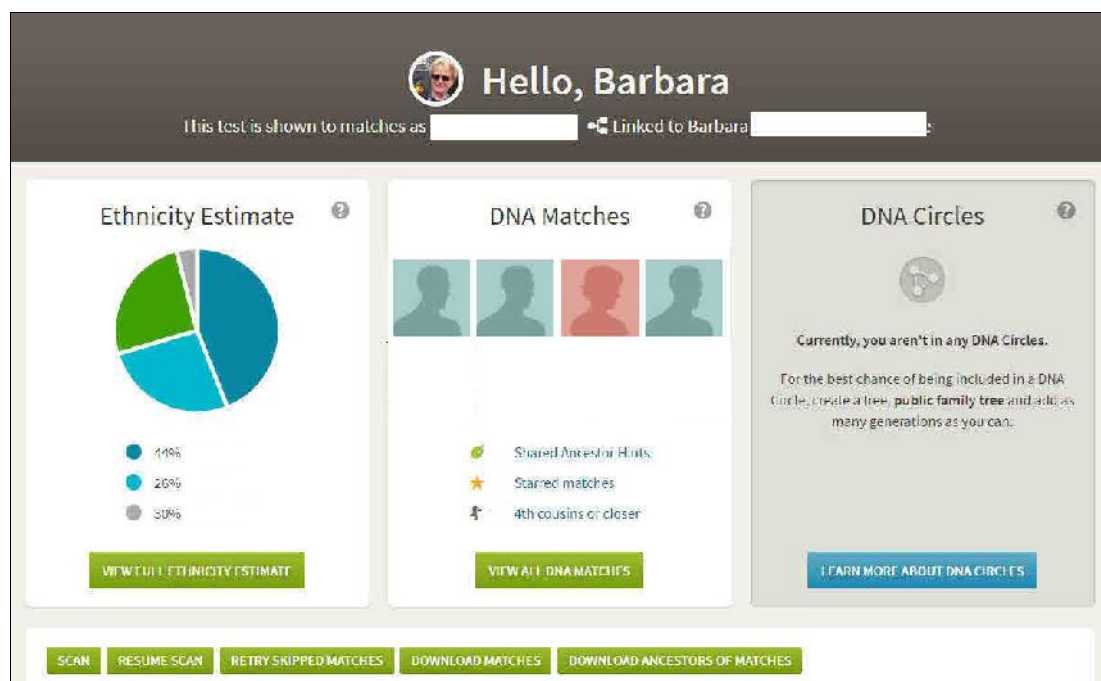 Hello, Barbara
This test is shown to matches as
Linked to Barbara
Ethnicity Estimate ?
44%
26%
30%
VIEW FULL ETHNICITY ESTIMATE
DNA Matches ?
Shared Ancestor Hints
Starred matches
4th cousins or closer
VIEW ALL DNA MATCHES
DNA Circles ?
Currently, you aren't in any DNA Circles.
For the best chance of being included in a DNA
Circle, create a tree, public family tree and add as
many generations as you can.
LEARN MORE ABOUT DNA CIRCLES
SCAN RESUME SCAN RETRY SKIPPED MATCHES DOWNLOAD MATCHES DOWNLOAD ANCESTORS OF MATCHES